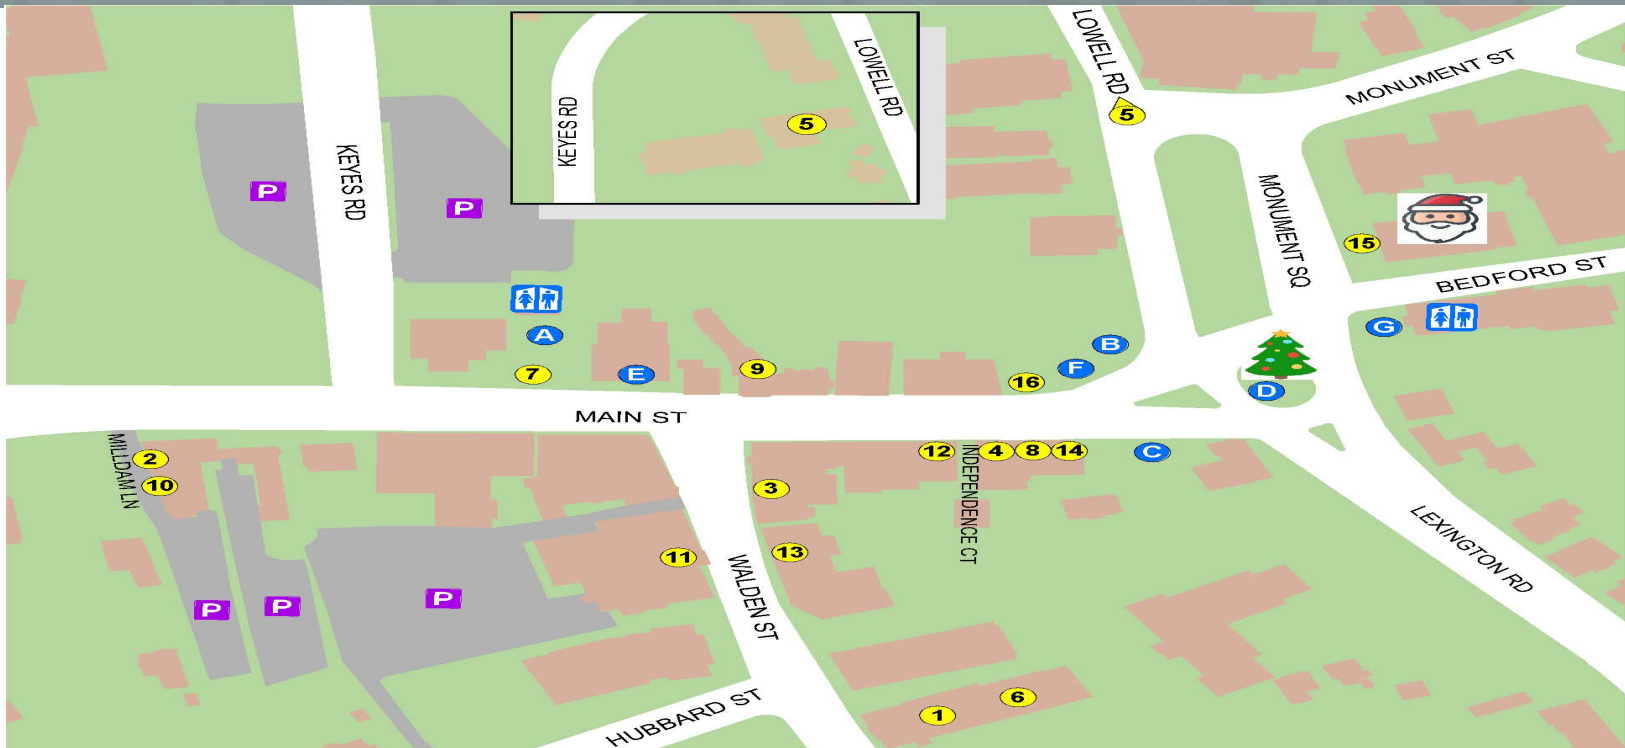 LOWELL RD
KEYES RD
LOWELL RD
5
5
MONUMENT ST
KEYES RD
P
P
MONUMENT SQ
15
BEDFORD ST
A
B
G
7
E
9
16
F
D
MAIN ST
MILLDAM LN
2
10
3
12
INDEPENDENCE CT
4
8
14
C
11
13
WALDEN ST
LEXINGTON RD
P
P
P
HUBBARD ST
1
6